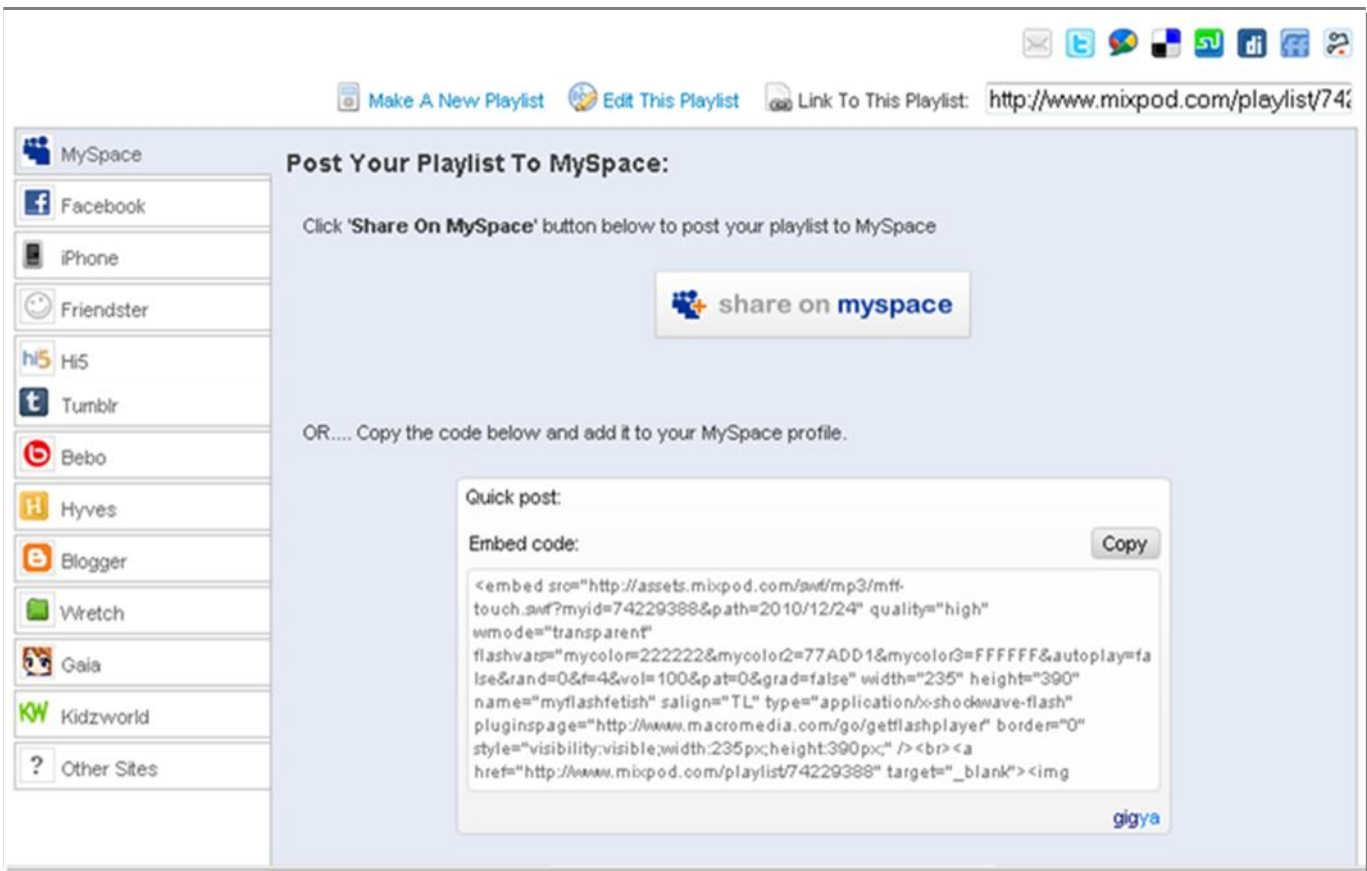 Make A New Playlist Edit This Playlist Link To This Playlist: http://www.mixpod.com/playlist/742
MySpace
Facebook
iPhone
Friendster
hi5 Hi5
t Tumblr
Bebo
H Hyves
Blogger
Wretch
Gaia
KW Kidzworld
? Other Sites
Post Your Playlist To MySpace:
Click 'Share On MySpace' button below to post your playlist to MySpace
share on myspace
OR.... Copy the code below and add it to your MySpace profile.
Quick post:
Embed code: Copy
<embed src="http://assets.mixpod.com/swf/mp3/mff-
touch.swf?myid=74229388&path=2010/12/24" quality="high"
wmode="transparent"
flashvars="mycolor=222222&mycolor2=77ADD1&mycolor3=FFFFFF&autoplay=fa
lse&rand=0&f=4&vol=100&pat=0&grad=false" width="235" height="390"
name="myflashfetish" salign="TL" type="application/x-shockwave-flash"
pluginspage="http://www.macromedia.com/go/getflashplayer" border="0"
style="visibility:visible;width:235px;height:390px;" /><br><a
href="http://www.mixpod.com/playlist/74229388" target="_blank"><img
gigya